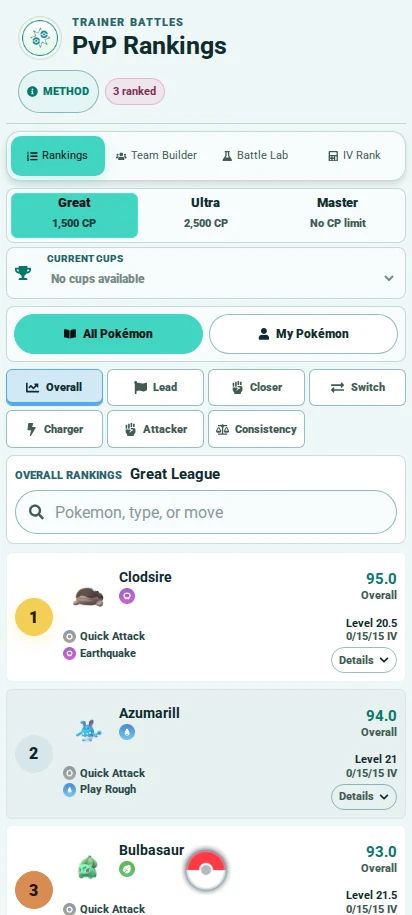 TRAINER BATTLES
PvP Rankings
METHOD
3 ranked
Rankings
Team Builder
Battle Lab
IV Rank
Great
1,500 CP
Ultra
2,500 CP
Master
No CP limit
CURRENT CUPS
No cups available
All Pokémon
My Pokémon
Overall
Lead
Closer
Switch
Charger
Attacker
Consistency
OVERALL RANKINGS Great League
Pokemon, type, or move
1
Clodsire
Quick Attack
Earthquake
95.0
Overall
Level 20.5
0/15/15 IV
Details
2
Azumarill
Quick Attack
Play Rough
94.0
Overall
Level 21
0/15/15 IV
Details
3
Bulbasaur
Quick Attack
93.0
Overall
Level 21.5
0/15/15 IV